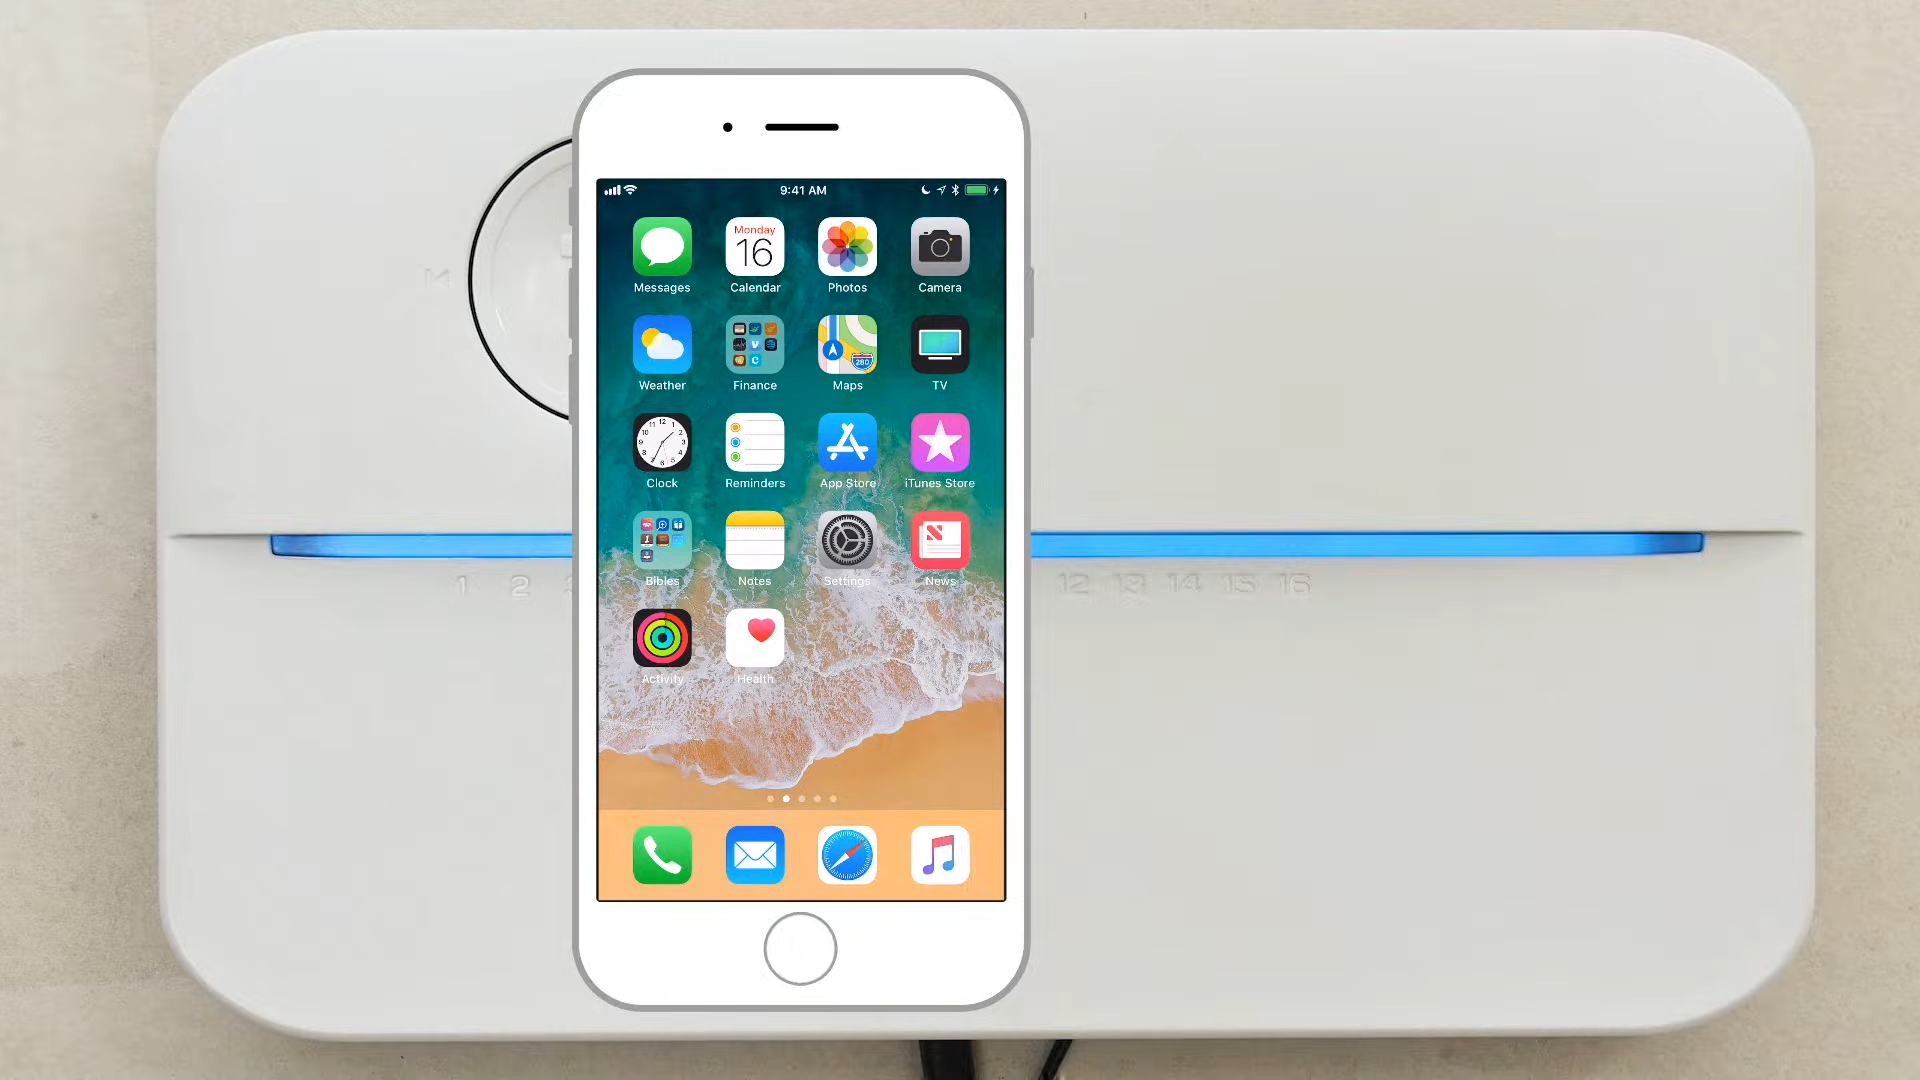 9:41 AM
Monday
16
Messages Calendar Photos Camera
280
Weather Finance Maps TV
Clock Reminders App Store iTunes Store
Bibles Notes Settings News
1 2 12 13 14 15 16
Activity Health